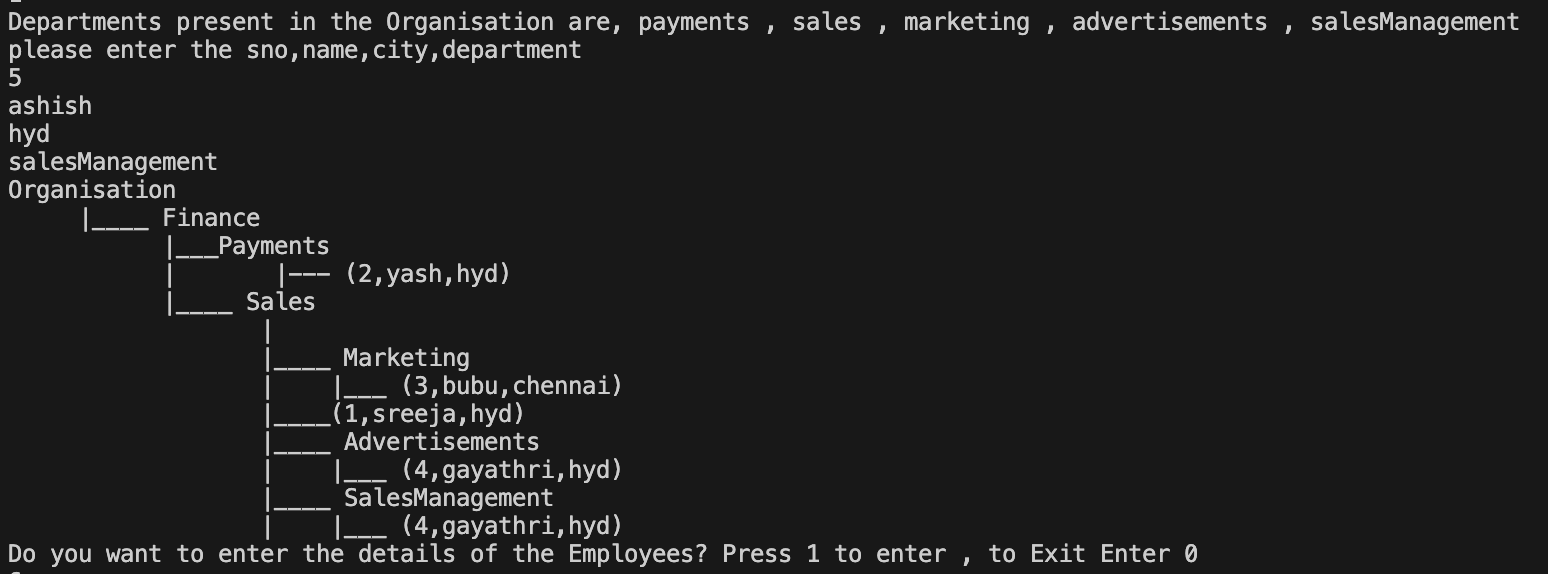 Departments present in the Organisation are, payments , sales , marketing , advertisements , salesManagement
please enter the sno,name,city,department
5
ashish
hyd
salesManagement
Organisation
|____ Finance
|___Payments
|       |--- (2,yash,hyd)
|____ Sales
|
|____ Marketing
|    |___ (3,bubu,chennai)
|____(1,sreeja,hyd)
|____ Advertisements
|    |___ (4,gayathri,hyd)
|____ SalesManagement
|    |___ (4,gayathri,hyd)
Do you want to enter the details of the Employees? Press 1 to enter , to Exit Enter 0